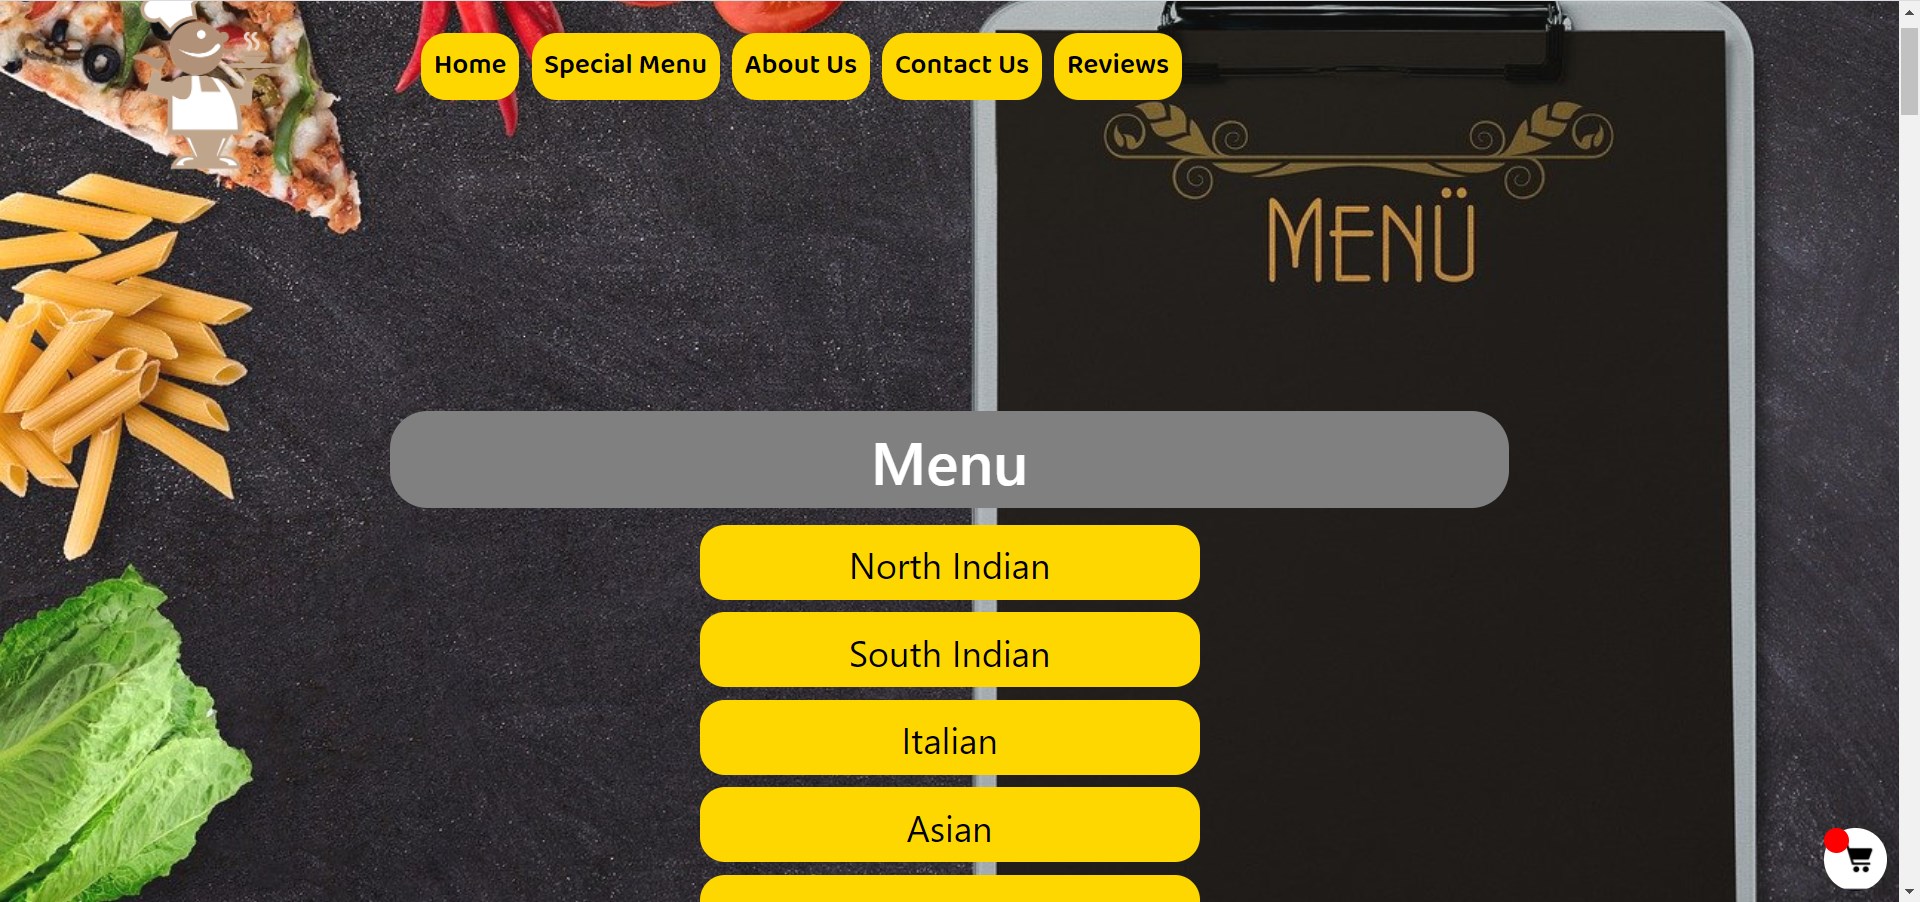 Home Special Menu About Us Contact Us Reviews
MENÜ
Menu
North Indian
South Indian
Italian
Asian